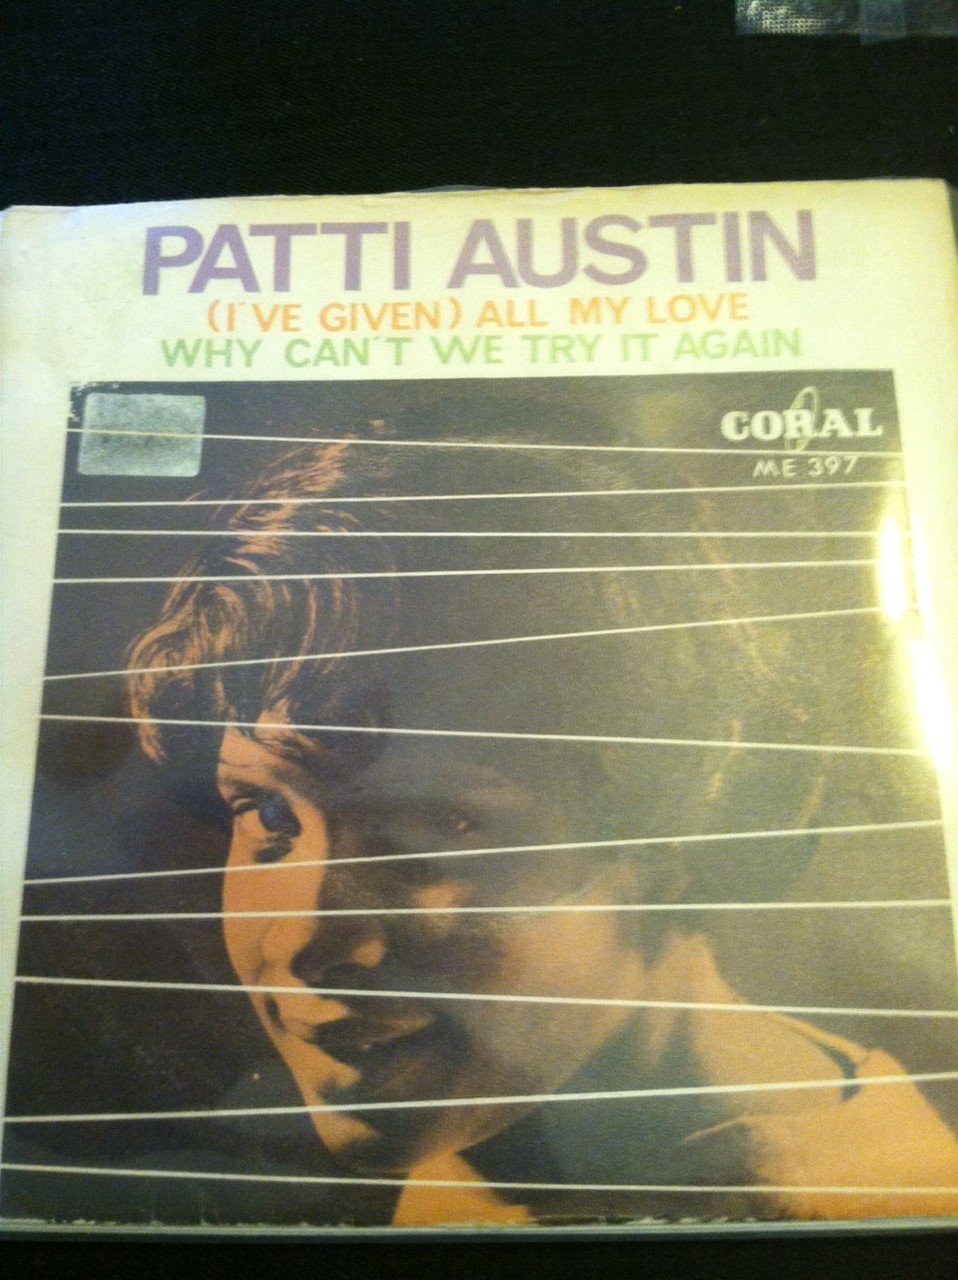 PATTI AUSTIN
(I´VE GIVEN) ALL MY LOVE
WHY CAN´T WE TRY IT AGAIN
CORAL
ME 397